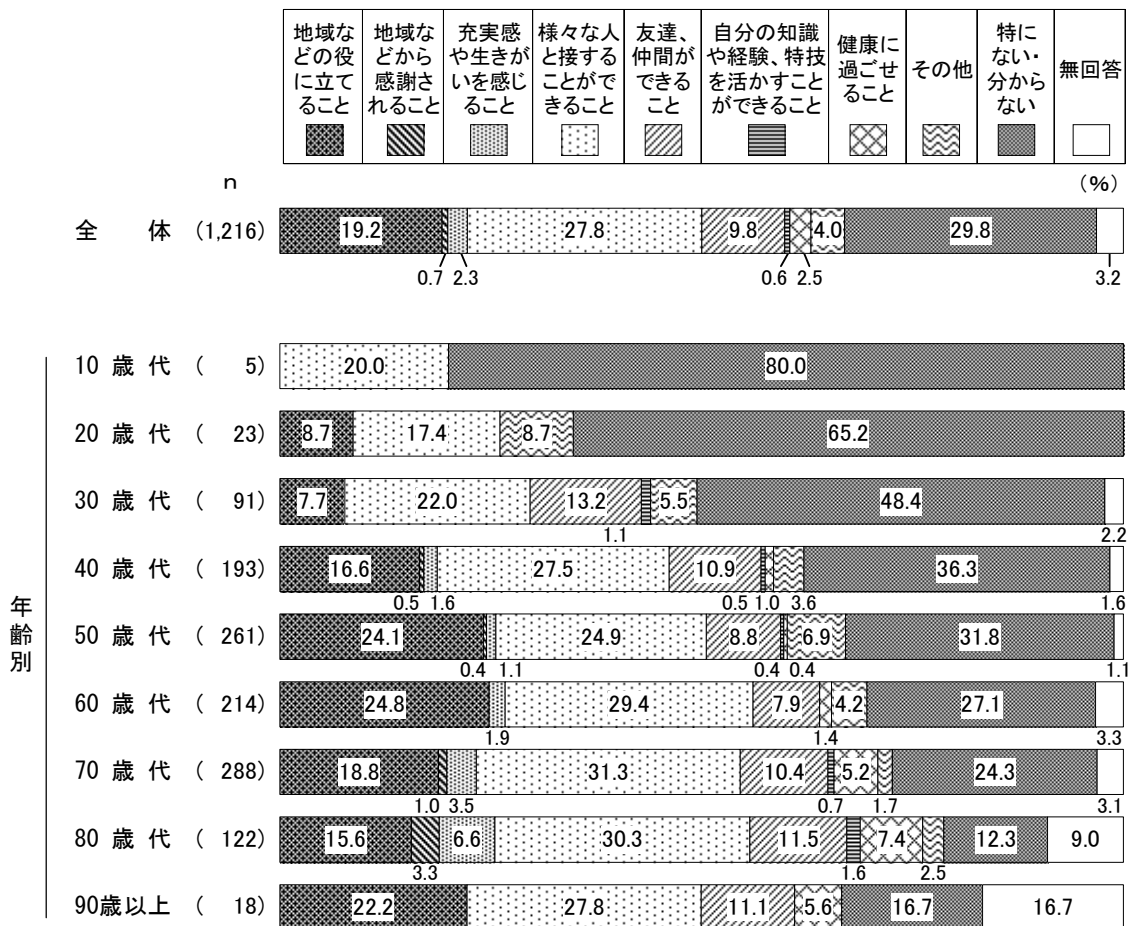 地域な
どの役
に立て
ること
地域な
どから
感謝さ
れること
充実感
や生きが
いを感じ
ること
様々な人
と接する
ことがで
きること
友達、
仲間が
できる
こと
自分の知識
や経験、特技
を活かすこと
ができること
健康に
過ごせ
ること
その他
特に
ない・
分から
ない
無回答
n
(%)
全 体 (1,216) 19.2 27.8 9.8 4.0 29.8
0.7 2.3 0.6 2.5 3.2
10 歳 代 ( 5) 20.0 80.0
20 歳 代 ( 23) 8.7 17.4 8.7 65.2
30 歳 代 ( 91) 7.7 22.0 13.2 5.5 48.4
1.1 2.2
40 歳 代 ( 193) 16.6 27.5 10.9 36.3
0.5 1.6 0.5 1.0 3.6 1.6
年齢別
50 歳 代 ( 261) 24.1 24.9 8.8 6.9 31.8
0.4 1.1 0.4 0.4 1.1
60 歳 代 ( 214) 24.8 29.4 7.9 4.2 27.1
1.9 1.4 3.3
70 歳 代 ( 288) 18.8 31.3 10.4 5.2 24.3
1.0 3.5 0.7 1.7 3.1
80 歳 代 ( 122) 15.6 6.6 30.3 11.5 7.4 12.3 9.0
3.3 1.6 2.5
90歳以上 ( 18) 22.2 27.8 11.1 5.6 16.7 16.7